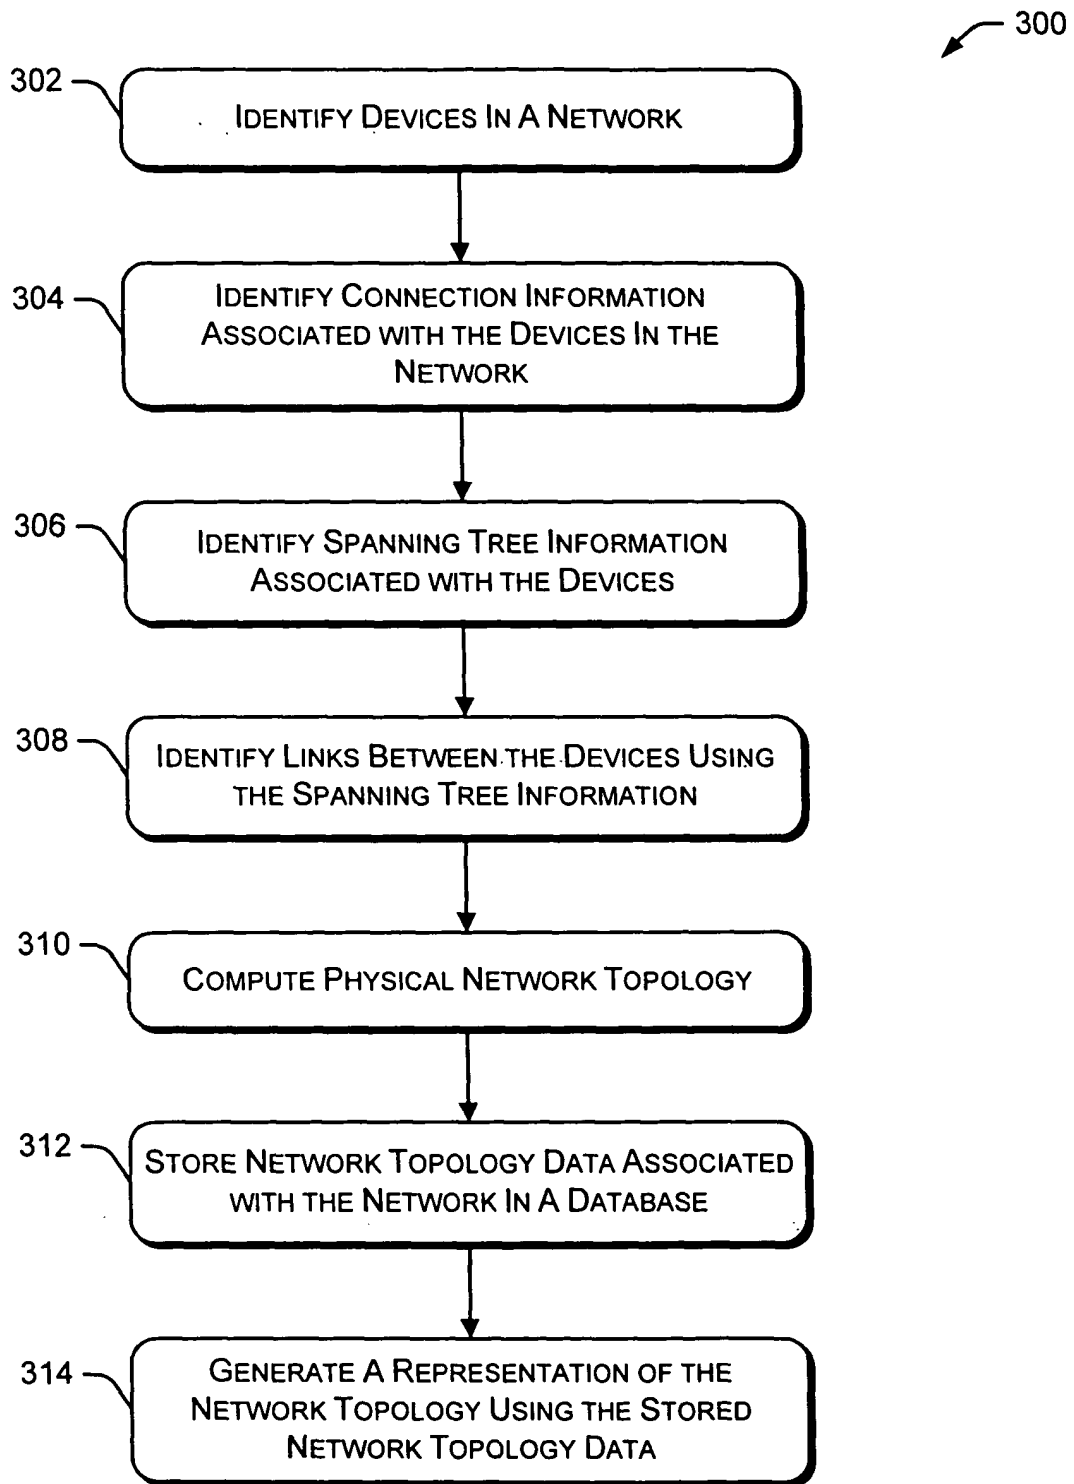 300
302
IDENTIFY DEVICES IN A NETWORK
304
IDENTIFY CONNECTION INFORMATION
ASSOCIATED WITH THE DEVICES IN THE
NETWORK
306
IDENTIFY SPANNING TREE INFORMATION
ASSOCIATED WITH THE DEVICES
308
IDENTIFY LINKS BETWEEN THE DEVICES USING
THE SPANNING TREE INFORMATION
310
COMPUTE PHYSICAL NETWORK TOPOLOGY
312
STORE NETWORK TOPOLOGY DATA ASSOCIATED
WITH THE NETWORK IN A DATABASE
314
GENERATE A REPRESENTATION OF THE
NETWORK TOPOLOGY USING THE STORED
NETWORK TOPOLOGY DATA